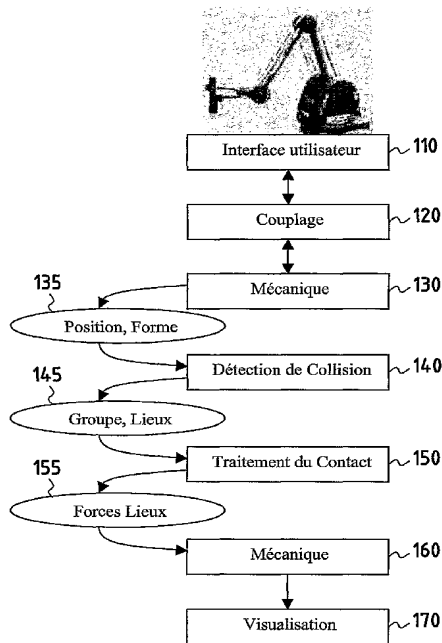 Interface utilisateur 110
Couplage 120
Mécanique 130
135
Position, Forme
Détection de Collision 140
145
Groupe, Lieux
Traitement du Contact 150
155
Forces Lieux
Mécanique 160
Visualisation 170